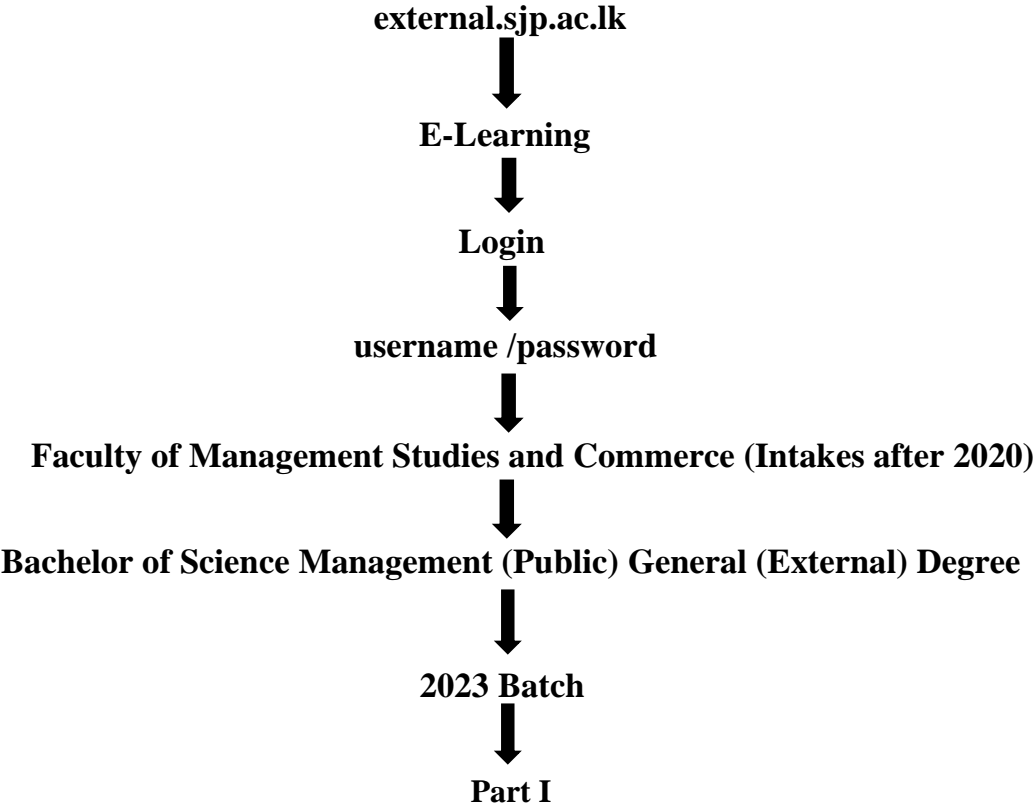 external.sjp.ac.lk
E-Learning
Login
username /password
Faculty of Management Studies and Commerce (Intakes after 2020)
Bachelor of Science Management (Public) General (External) Degree
2023 Batch
Part I